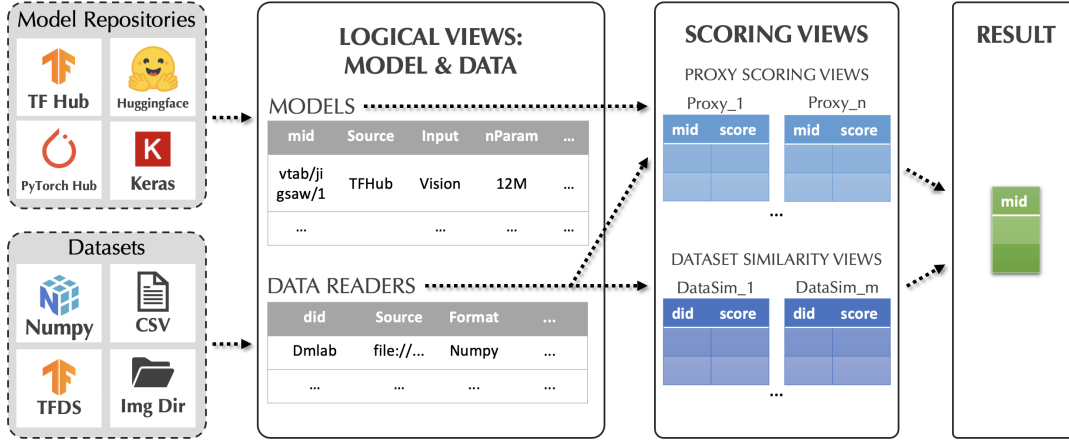 Model Repositories
TF Hub
Huggingface
PyTorch Hub
K
Keras
Datasets
Numpy
CSV
TFDS
Img Dir
LOGICAL VIEWS:
MODEL & DATA
MODELS
mid Source Input nParam ...
vtab/ji
gsaw/1 TFHub Vision 12M ...
... ... ... ...
DATA READERS
did Source Format ...
Dmlab file://... Numpy ...
... ... ... ...
SCORING VIEWS
PROXY SCORING VIEWS
Proxy_1 Proxy_n
mid score mid score
...
DATASET SIMILARITY VIEWS
DataSim_1 DataSim_m
did score did score
...
RESULT
mid